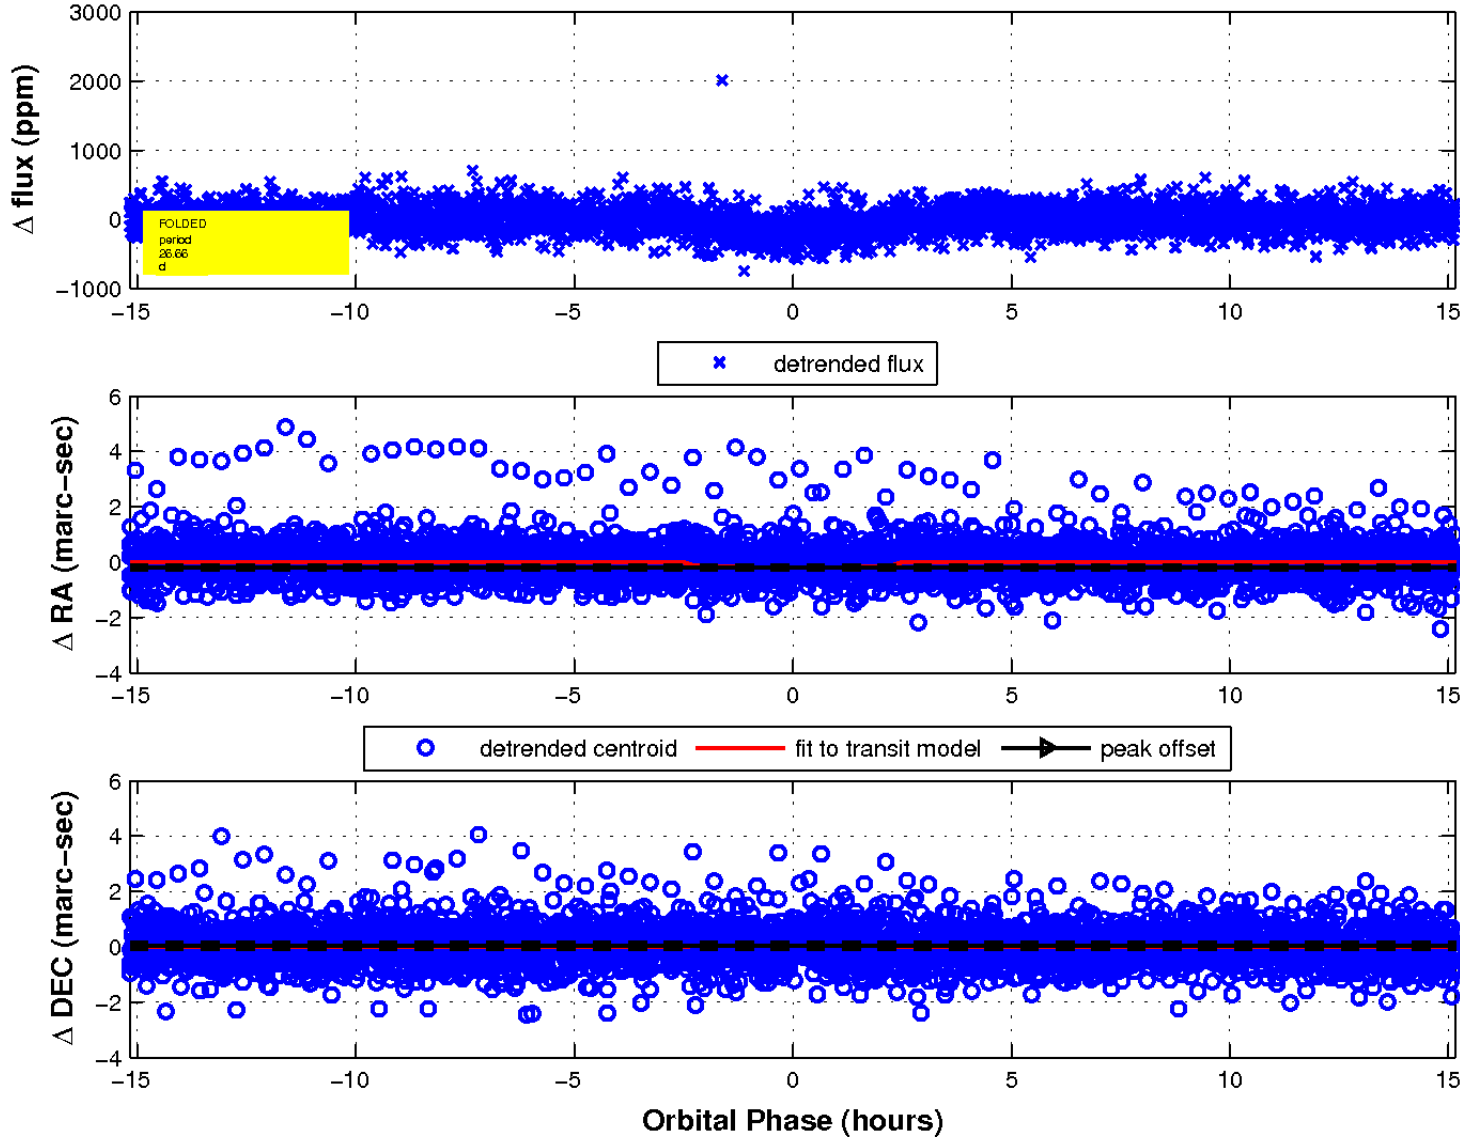 3000
2000
1000
0
−1000
Δ flux (ppm)
FOLDED
period
26.66
d
−15 −10 −5 0 5 10 15
detrended flux
6
4
2
0
−2
−4
Δ RA (marc−sec)
−15 −10 −5 0 5 10 15
detrended centroid fit to transit model peak offset
6
4
2
0
−2
−4
Δ DEC (marc−sec)
−15 −10 −5 0 5 10 15
Orbital Phase (hours)